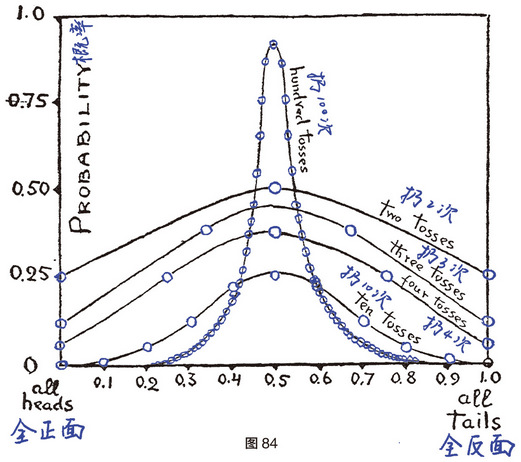 1.0
概率
PROBABILITY
0.75
0.50
0.25
0
扔100次
hundred tosses
扔2次
two tosses
扔3次
three tosses
four tosses
扔4次
扔10次
ten tosses
0.1 0.2 0.3 0.4 0.5 0.6 0.7 0.8 0.9 1.0
all
heads
全正面
all
Tails
全反面
图 84